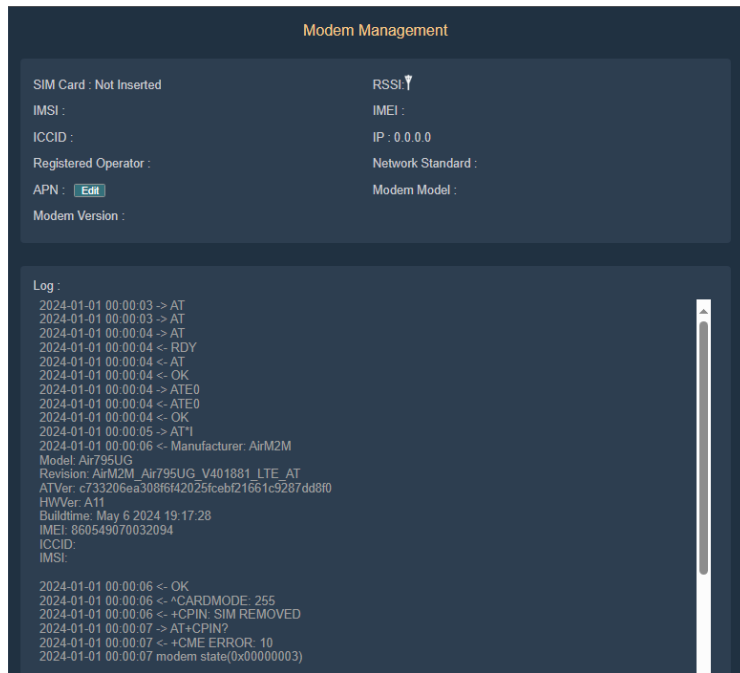 Modem Management
SIM Card : Not Inserted
RSSI:
IMSI :
IMEI :
ICCID :
IP : 0.0.0.0
Registered Operator :
Network Standard :
APN : Edit
Modem Model :
Modem Version :
Log :
2024-01-01 00:00:03 -> AT
2024-01-01 00:00:03 -> AT
2024-01-01 00:00:04 -> AT
2024-01-01 00:00:04 <- RDY
2024-01-01 00:00:04 <- AT
2024-01-01 00:00:04 <- OK
2024-01-01 00:00:04 -> ATE0
2024-01-01 00:00:04 <- ATE0
2024-01-01 00:00:04 <- OK
2024-01-01 00:00:05 -> AT*I
2024-01-01 00:00:06 <- Manufacturer: AirM2M
Model: Air795UG
Revision: AirM2M_Air795UG_V401881_LTE_AT
ATVer: c733206ea308f6f42025fcebf21661c9287dd8f0
HWVer: A11
Buildtime: May 6 2024 19:17:28
IMEI: 860549070032094
ICCID:
IMSI:
2024-01-01 00:00:06 <- OK
2024-01-01 00:00:06 <- ^CARDMODE: 255
2024-01-01 00:00:06 <- +CPIN: SIM REMOVED
2024-01-01 00:00:07 -> AT+CPIN?
2024-01-01 00:00:07 <- +CME ERROR: 10
2024-01-01 00:00:07 modem state(0x00000003)